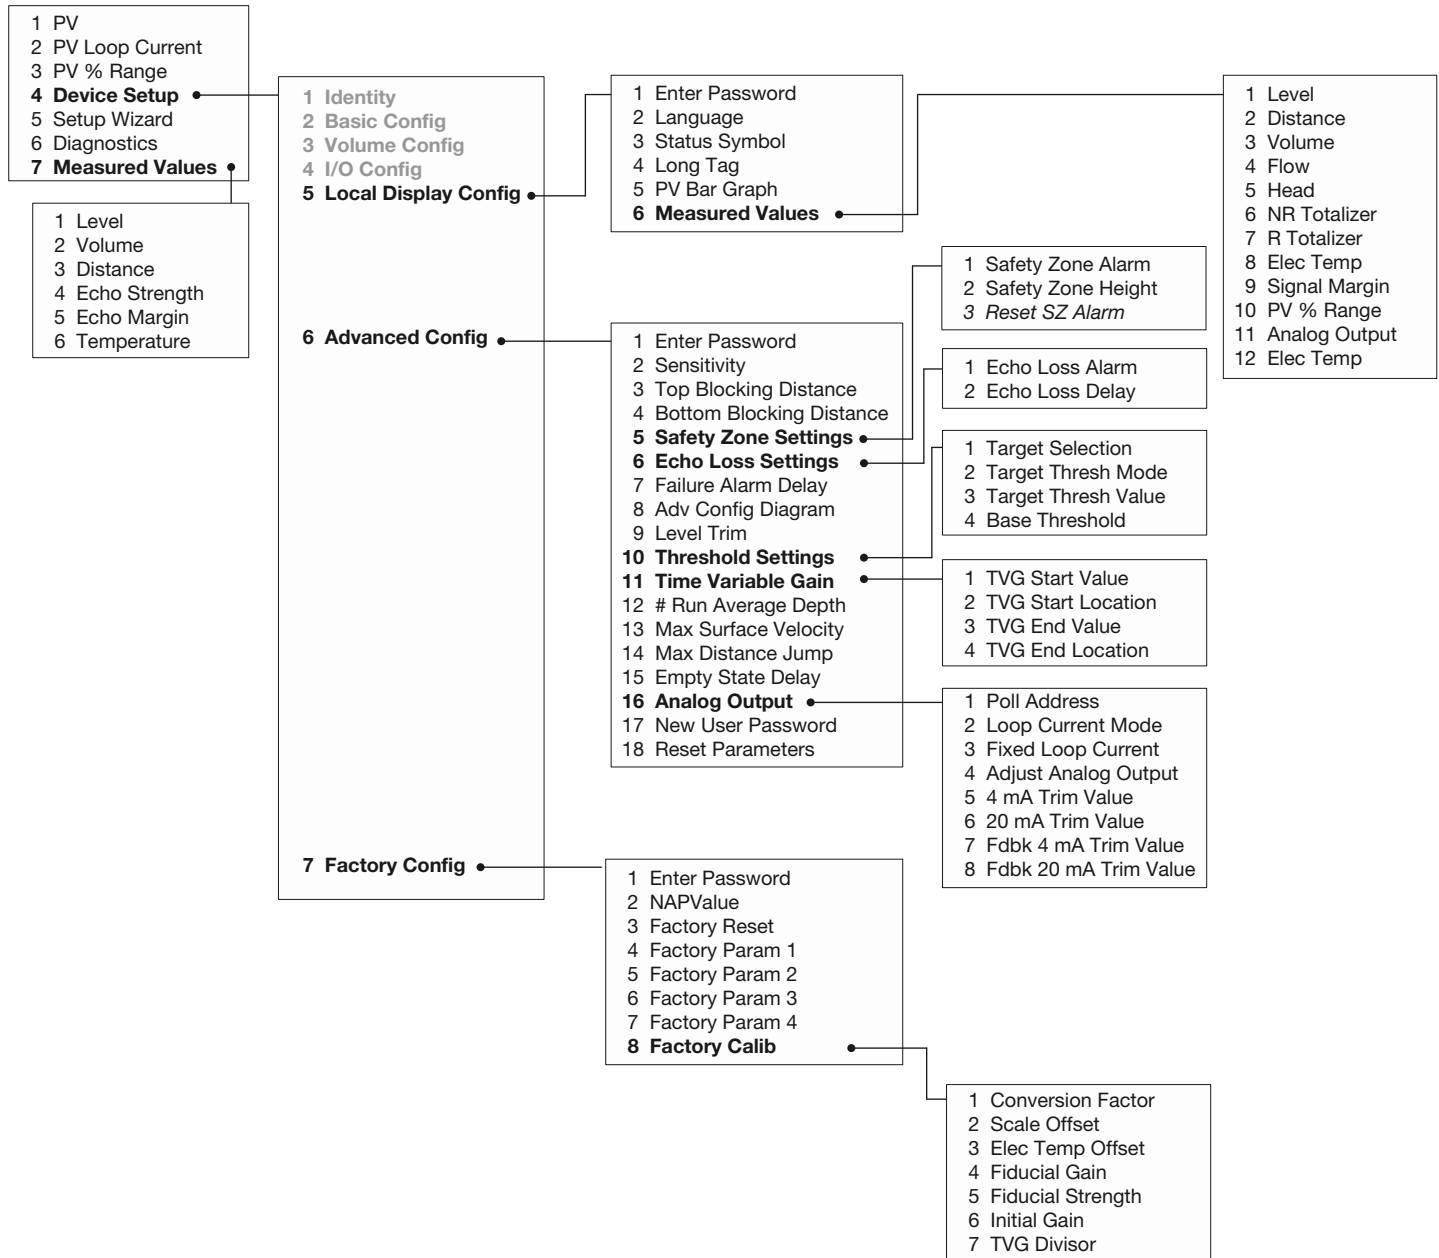 1 PV
2 PV Loop Current
3 PV % Range
4 Device Setup
5 Setup Wizard
6 Diagnostics
7 Measured Values
1 Level
2 Volume
3 Distance
4 Echo Strength
5 Echo Margin
6 Temperature
1 Identity
2 Basic Config
3 Volume Config
4 I/O Config
5 Local Display Config
6 Advanced Config
7 Factory Config
1 Enter Password
2 Language
3 Status Symbol
4 Long Tag
5 PV Bar Graph
6 Measured Values
1 Level
2 Distance
3 Volume
4 Flow
5 Head
6 NR Totalizer
7 R Totalizer
8 Elec Temp
9 Signal Margin
10 PV % Range
11 Analog Output
12 Elec Temp
1 Enter Password
2 Sensitivity
3 Top Blocking Distance
4 Bottom Blocking Distance
5 Safety Zone Settings
6 Echo Loss Settings
7 Failure Alarm Delay
8 Adv Config Diagram
9 Level Trim
10 Threshold Settings
11 Time Variable Gain
12 # Run Average Depth
13 Max Surface Velocity
14 Max Distance Jump
15 Empty State Delay
16 Analog Output
17 New User Password
18 Reset Parameters
1 Safety Zone Alarm
2 Safety Zone Height
3 Reset SZ Alarm
1 Echo Loss Alarm
2 Echo Loss Delay
1 Target Selection
2 Target Thresh Mode
3 Target Thresh Value
4 Base Threshold
1 TVG Start Value
2 TVG Start Location
3 TVG End Value
4 TVG End Location
1 Poll Address
2 Loop Current Mode
3 Fixed Loop Current
4 Adjust Analog Output
5 4 mA Trim Value
6 20 mA Trim Value
7 Fdbk 4 mA Trim Value
8 Fdbk 20 mA Trim Value
1 Enter Password
2 NAPValue
3 Factory Reset
4 Factory Param 1
5 Factory Param 2
6 Factory Param 3
7 Factory Param 4
8 Factory Calib
1 Conversion Factor
2 Scale Offset
3 Elec Temp Offset
4 Fiducial Gain
5 Fiducial Strength
6 Initial Gain
7 TVG Divisor